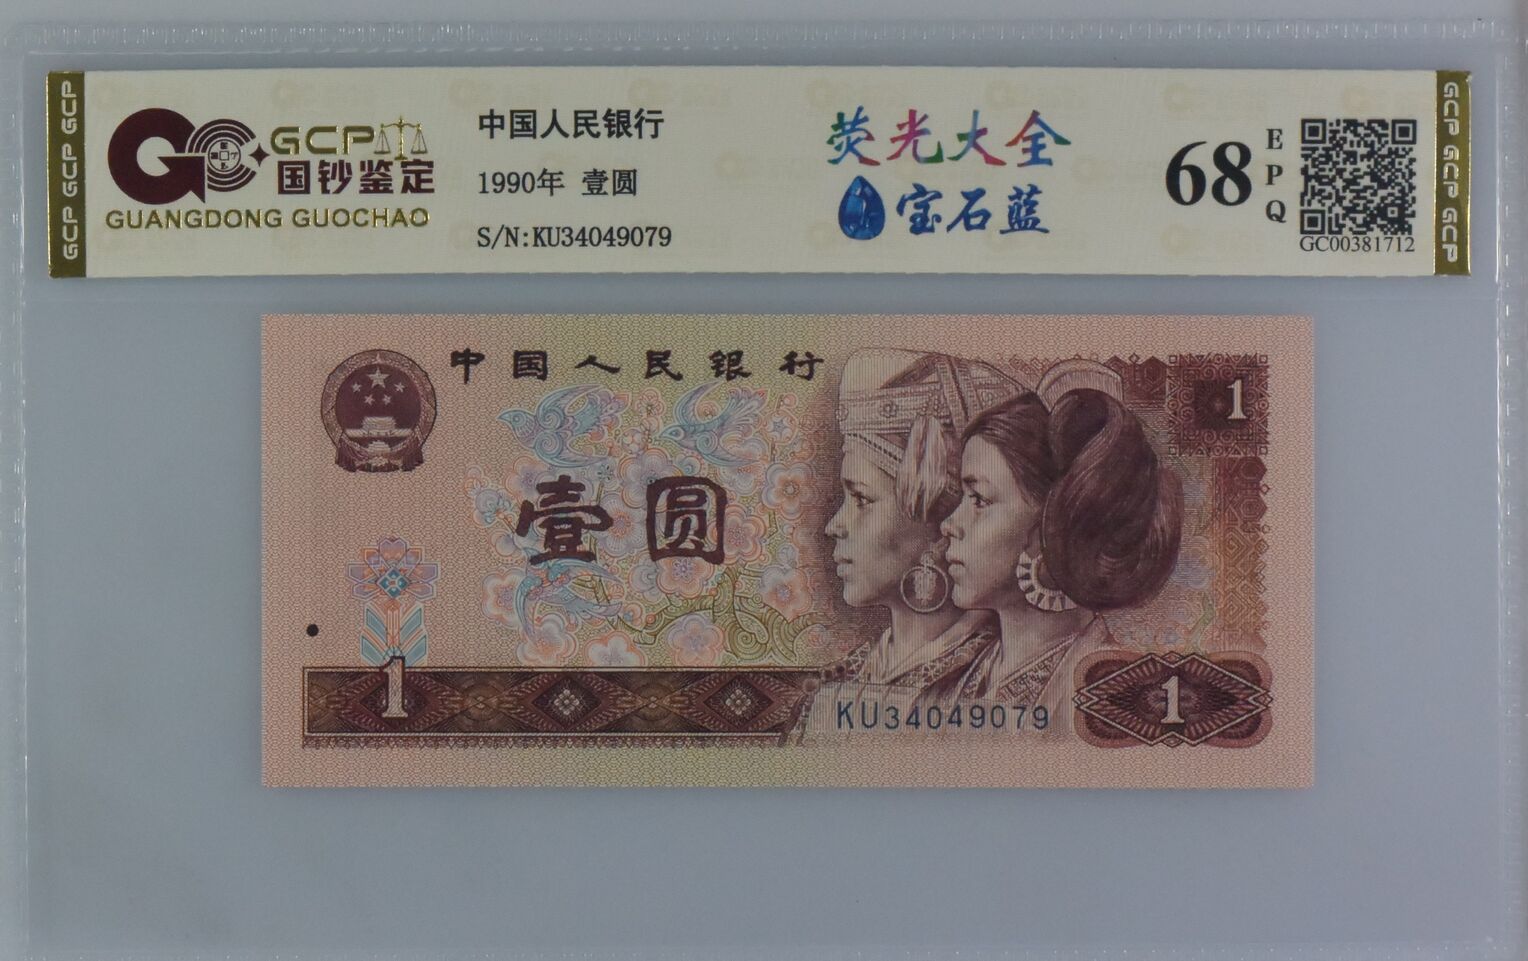 GCP GCP GCP
GCP
国钞鉴定
GUANGDONG GUOCHAO
中国人民银行
1990年 壹圆
S/N:KU34049079
荧光大全
宝石蓝
68
EPQ
GC00381712
GCP GCP GCP
中国人民银行
1
壹圆
1
KU34049079
1